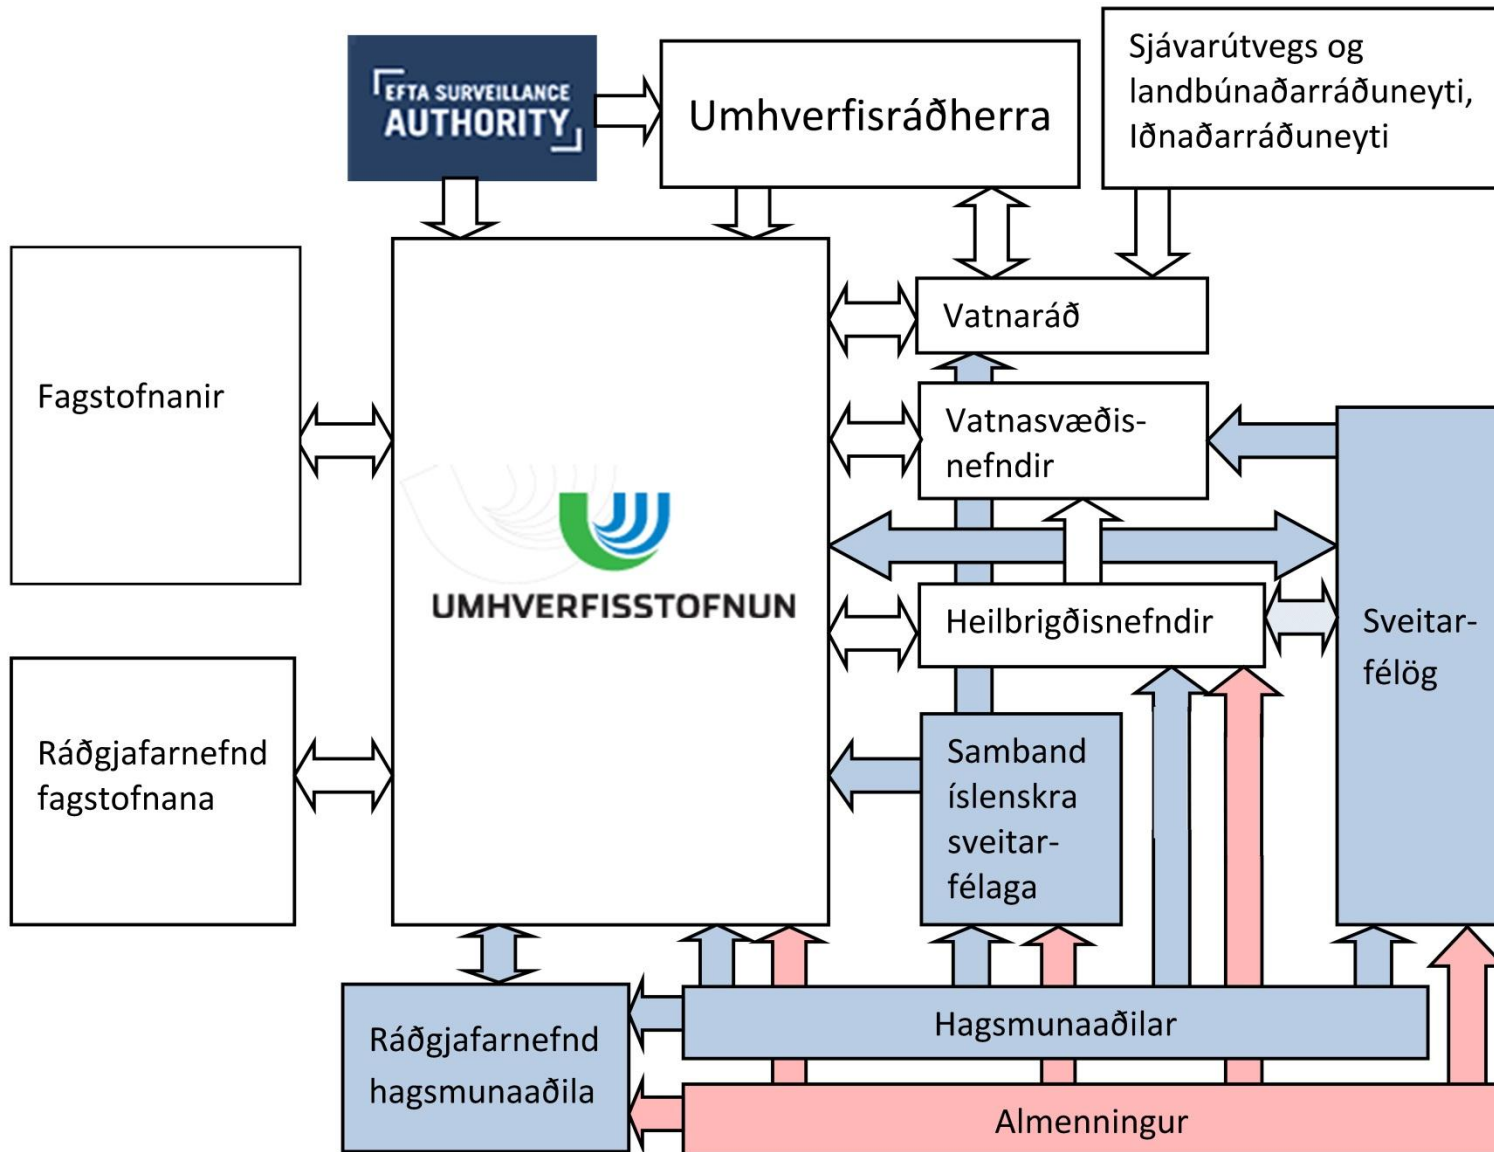 EFTA SURVEILLANCE
AUTHORITY
Umhverfisráðherra
Sjávarútvegs og
landbúnaðarráðuneyti,
Iðnaðarráðuneyti
Fagstofnanir
Vatnaráð
Vatnasvæðis-
nefndir
UMHVERFISSTOFNUN
Heilbrigðisnefndir
Sveitar-
félög
Ráðgjafarnefnd
fagstofnana
Samband
íslenskra
sveitar-
félaga
Ráðgjafarnefnd
hagsmunaaðila
Hagsmunaaðilar
Almenningur